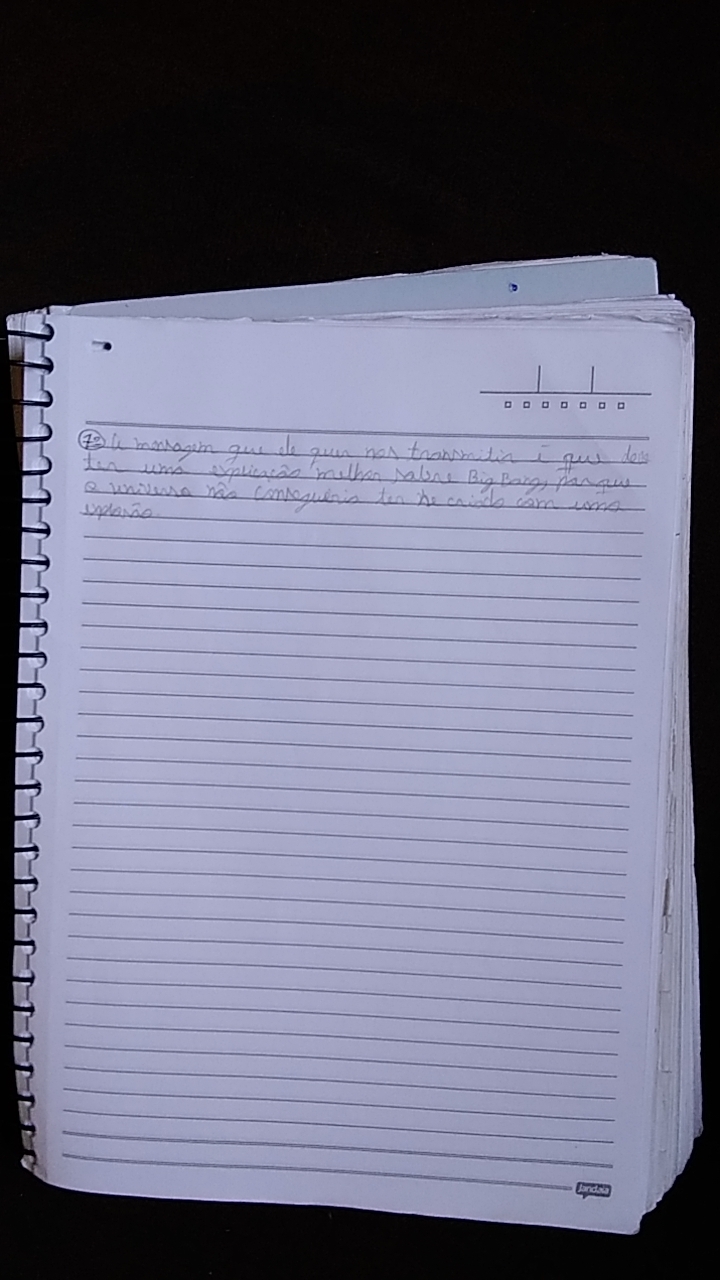 7º A mensagem que ele quer nos transmitir é que deve
ter uma explicação melhor sobre Big Bang, porque
o universo não conseguiria ter se criado com uma
explosão.
jandaia